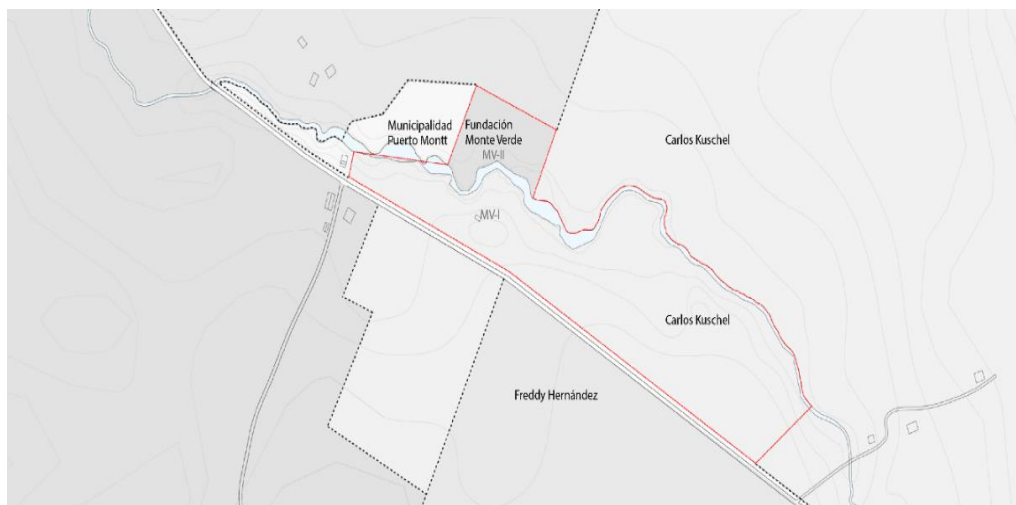 Municipalidad
Puerto Montt
Fundación
Monte Verde
MV-II
Carlos Kuschel
MV-I
Carlos Kuschel
Freddy Hernández